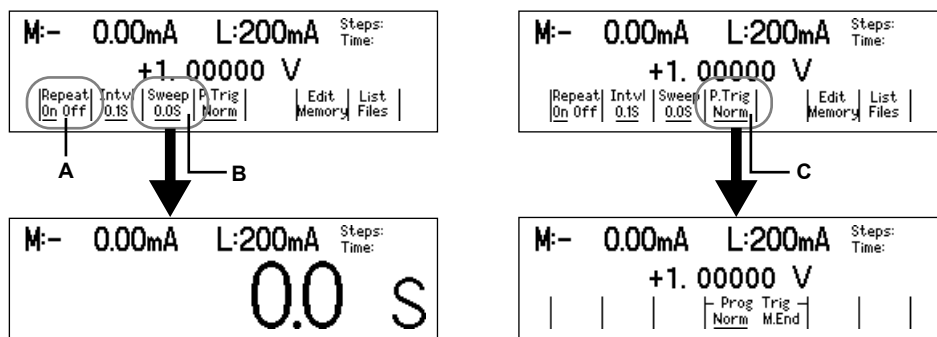 M:- 0.00mA L:200mA Steps:
Time:
+1. 00000 V
Repeat Intvl Sweep P.Trig Edit List
On Off 0.1S 0.0S Norm Memory Files
A
B
M:- 0.00mA L:200mA Steps:
Time:
0.0 S
M:- 0.00mA L:200mA Steps:
Time:
+1. 00000 V
Repeat Intvl Sweep P.Trig Edit List
On Off 0.1S 0.0S Norm Memory Files
C
M:- 0.00mA L:200mA Steps:
Time:
+1. 00000 V
Prog Trig
Norm M.End